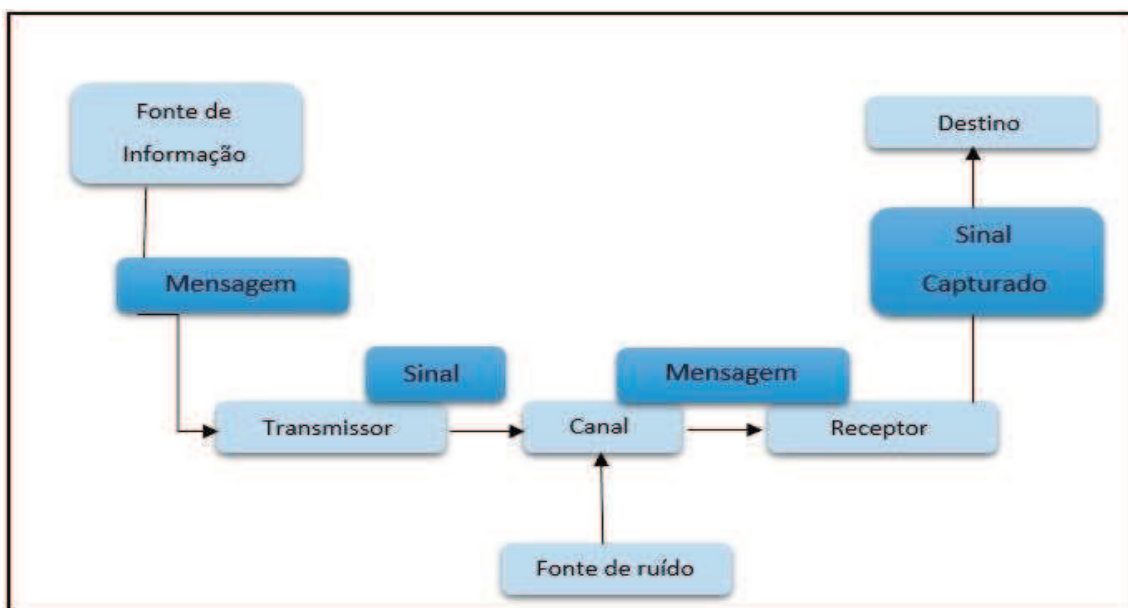 Fonte de
Informação
Destino
Sinal
Capturado
Mensagem
Sinal
Mensagem
Transmissor
Canal
Receptor
Fonte de ruído